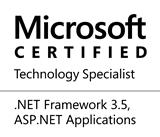 Microsoft
CERTIFIED
Technology Specialist
.NET Framework 3.5,
ASP.NET Applications